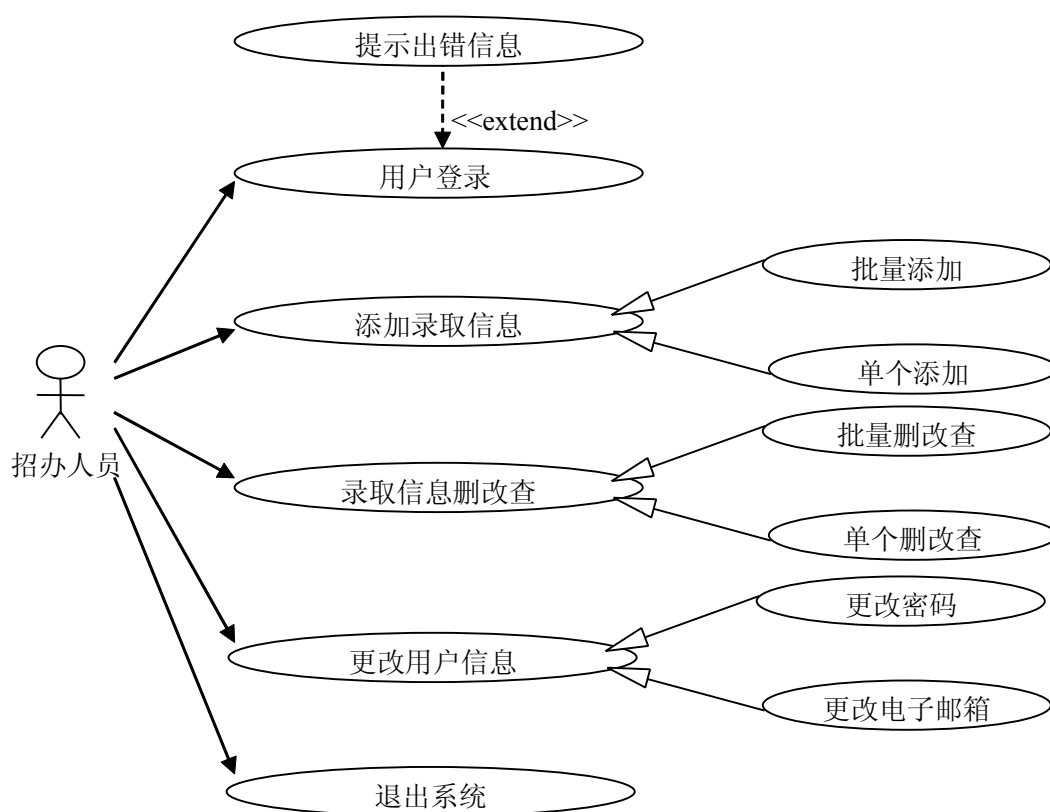 提示出错信息
<<extend>>
用户登录
批量添加
添加录取信息
单个添加
批量删改查
招办人员
录取信息删改查
单个删改查
更改密码
更改用户信息
更改电子邮箱
退出系统